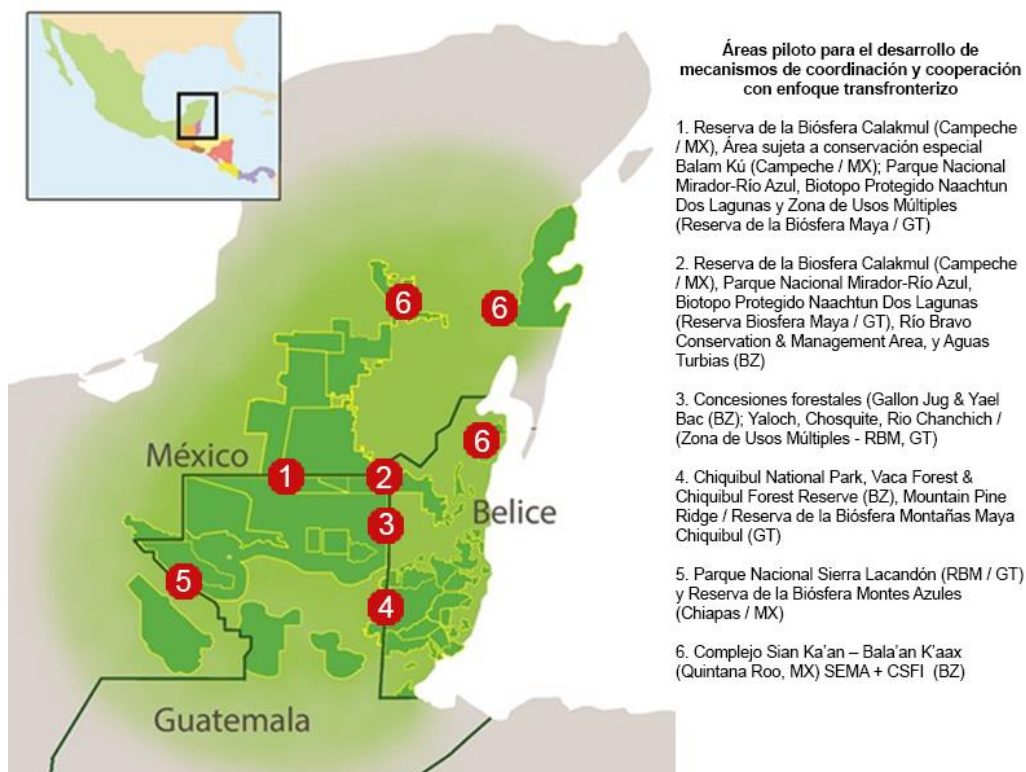 Áreas piloto para el desarrollo de
mecanismos de coordinación y cooperación
con enfoque transfronterizo
1. Reserva de la Biósfera Calakmul (Campeche
/ MX), Área sujeta a conservación especial
Balam Kú (Campeche / MX); Parque Nacional
Mirador-Río Azul, Biotopo Protegido Naachtun
Dos Lagunas y Zona de Usos Múltiples
(Reserva de la Biósfera Maya / GT)
2. Reserva de la Biosfera Calakmul (Campeche
/ MX), Parque Nacional Mirador-Río Azul,
Biotopo Protegido Naachtun Dos Lagunas
(Reserva Biosfera Maya / GT), Río Bravo
Conservation & Management Area, y Aguas
Turbias (BZ)
3. Concesiones forestales (Gallon Jug & Yael
Bac (BZ); Yaloch, Chosquite, Rio Chanchich /
(Zona de Usos Múltiples - RBM, GT)
4. Chiquibul National Park, Vaca Forest &
Chiquibul Forest Reserve (BZ), Mountain Pine
Ridge / Reserva de la Biósfera Montañas Maya
Chiquibul (GT)
5. Parque Nacional Sierra Lacandón (RBM / GT)
y Reserva de la Biósfera Montes Azules
(Chiapas / MX)
6. Complejo Sian Ka'an – Bala'an K'aax
(Quintana Roo, MX) SEMA + CSFI (BZ)
6
6
6
México
1
2
Belice
3
5
4
Guatemala